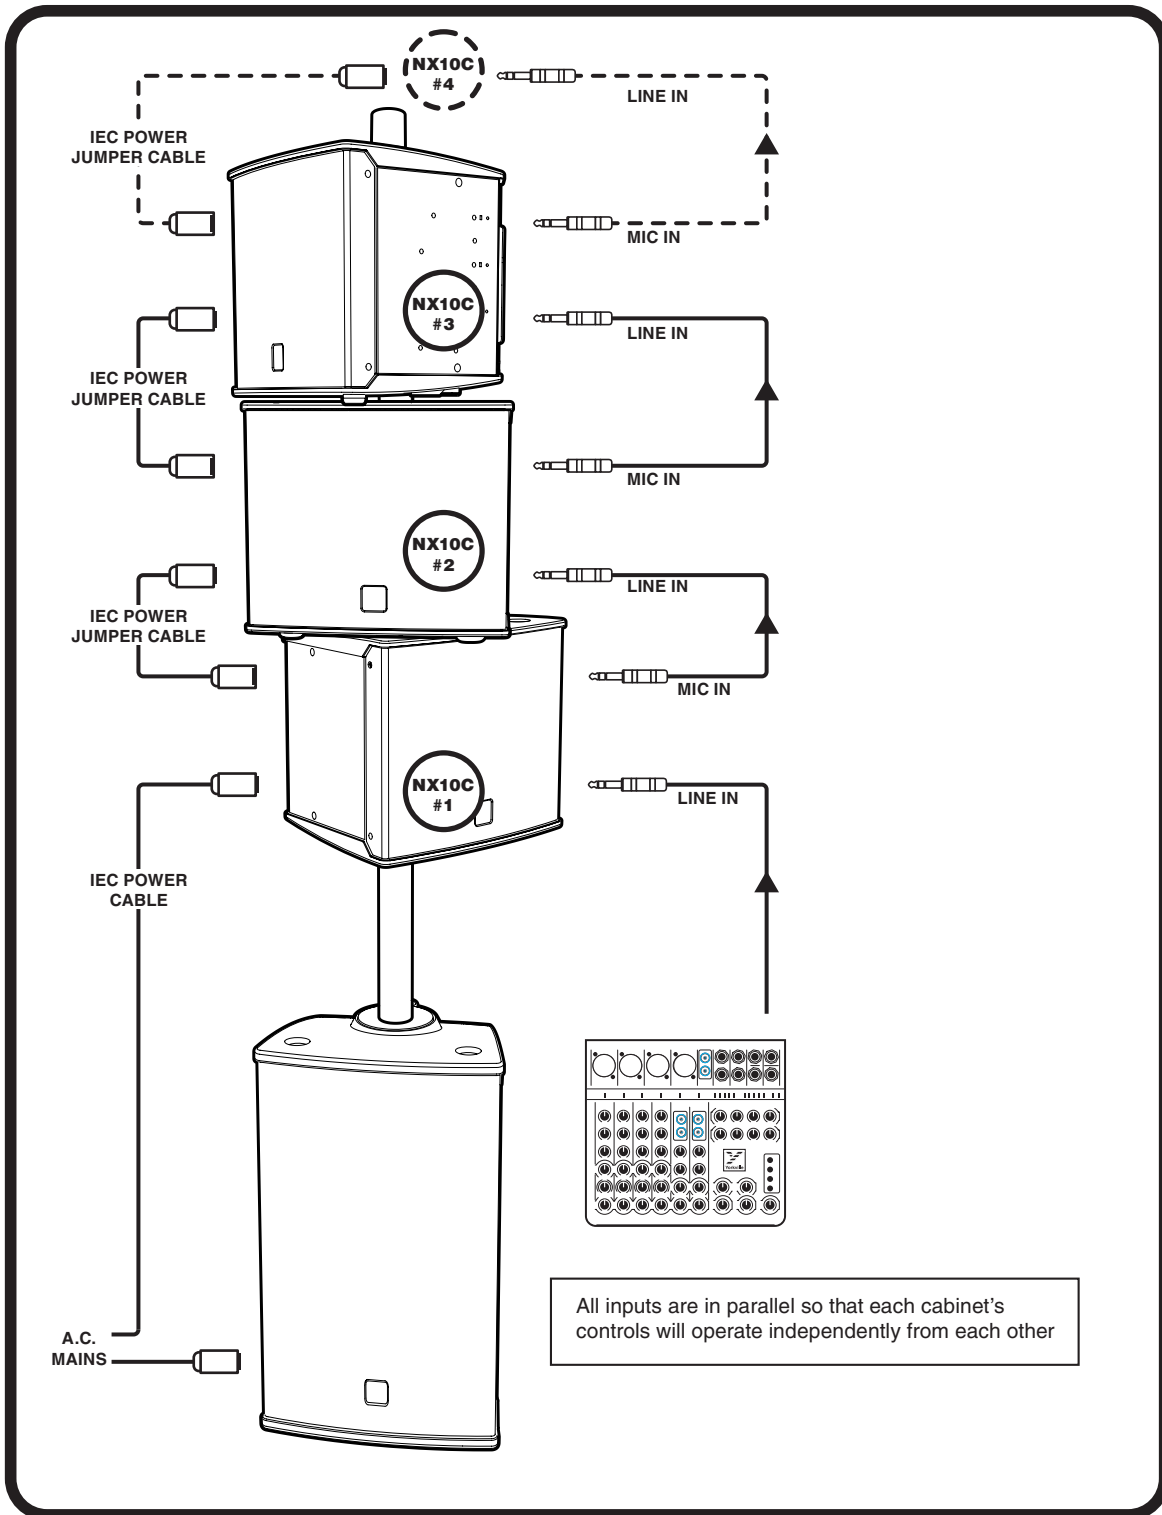 NX10C
#4
LINE IN
IEC POWER
JUMPER CABLE
MIC IN
NX10C
#3
LINE IN
IEC POWER
JUMPER CABLE
MIC IN
NX10C
#2
LINE IN
IEC POWER
JUMPER CABLE
MIC IN
NX10C
#1
LINE IN
IEC POWER
CABLE
Yorkville
A.C.
MAINS
All inputs are in parallel so that each cabinet's
controls will operate independently from each other